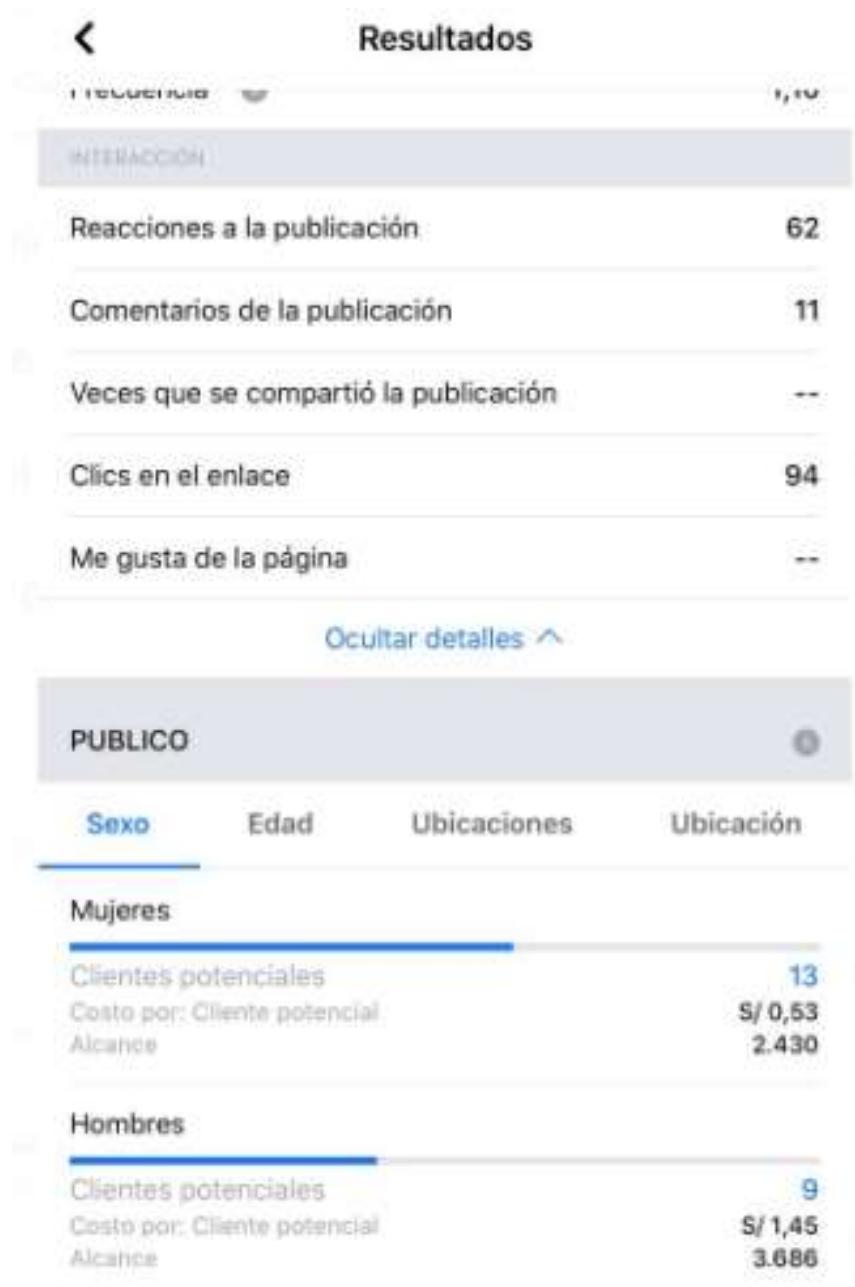 Resultados
Frecuencia
INTERACCIÓN
Reacciones a la publicación 62
Comentarios de la publicación 11
Veces que se compartió la publicación --
Clics en el enlace 94
Me gusta de la página --
Ocultar detalles
PUBLICO
Sexo Edad Ubicaciones Ubicación
Mujeres
Clientes potenciales 13
Costo por: Cliente potencial S/ 0,53
Alcance 2.430
Hombres
Clientes potenciales 9
Costo por: Cliente potencial S/ 1,45
Alcance 3.686